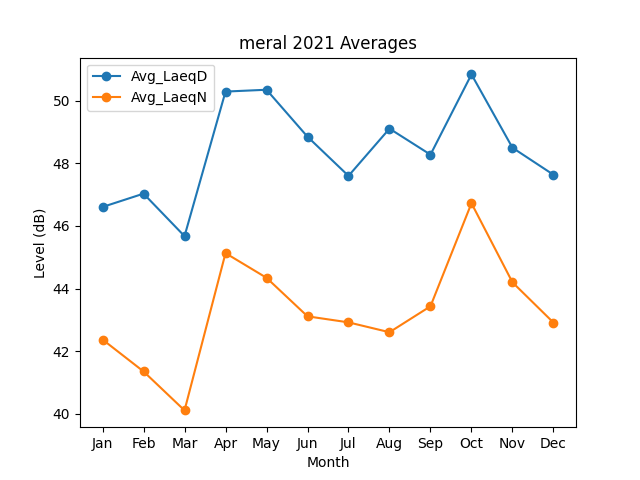 meral 2021 Averages
Avg_LaeqD
Avg_LaeqN
Level (dB)
50
48
46
44
42
40
Jan Feb Mar Apr May Jun Jul Aug Sep Oct Nov Dec
Month